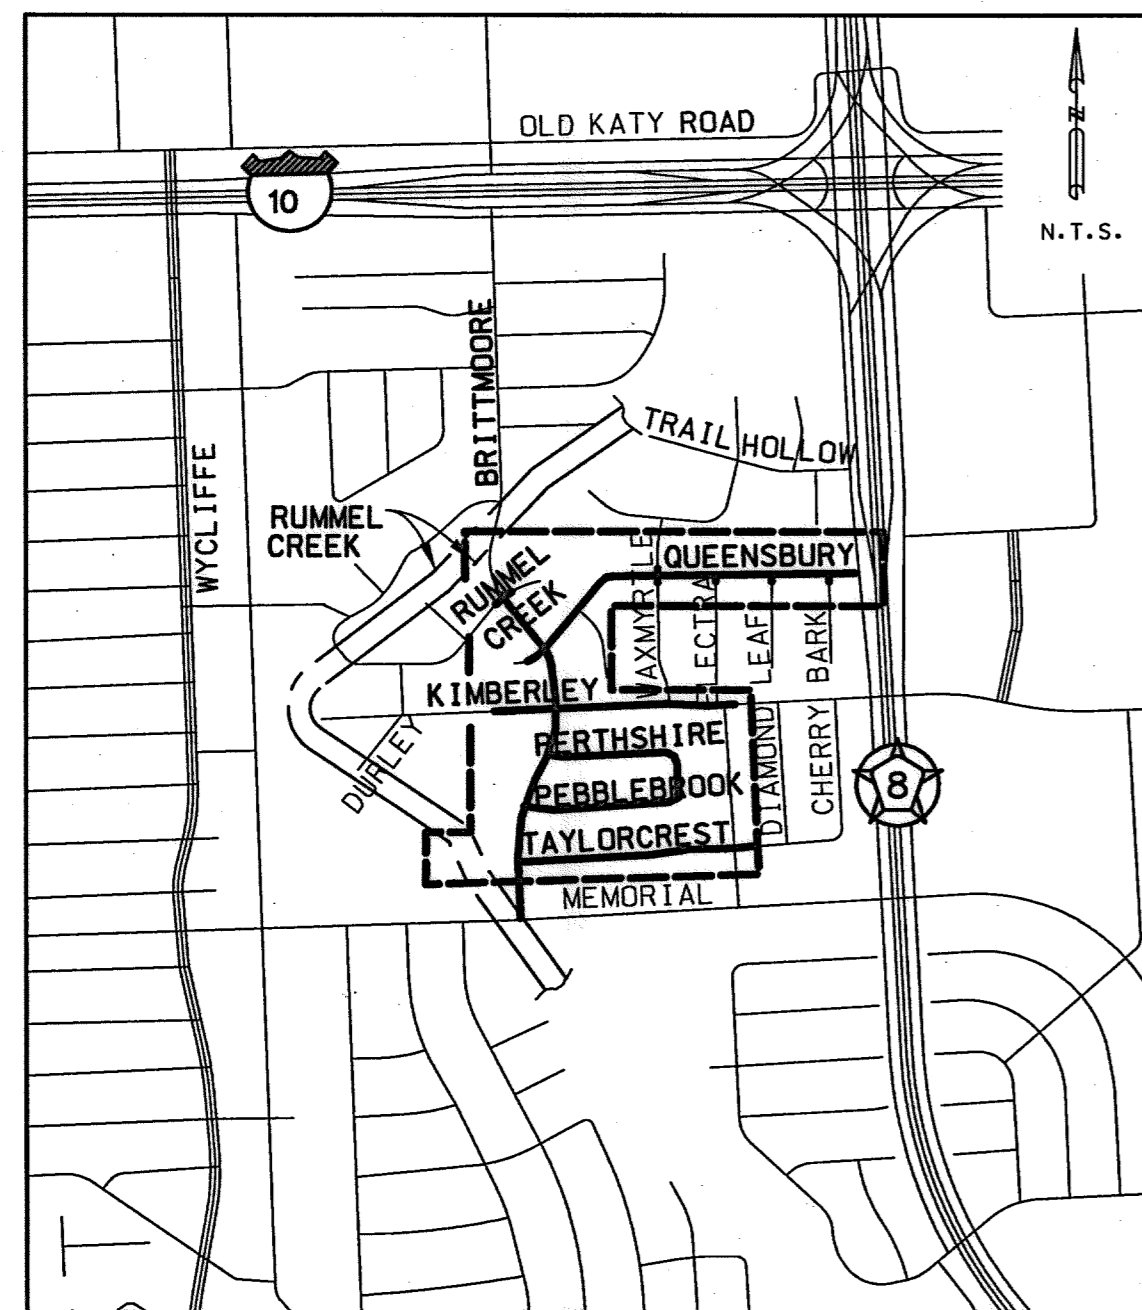 OLD KATY ROAD
10
N
N.T.S.
BRITTMOORE
TRAIL HOLLOW
WYCLIFFE
RUMMEL
CREEK
RUMMEL
CREEK
QUEENSBURY
WAXMYRTLE
ELECTRA
LEAF
BARK
KIMBERLEY
DURLEY
PERTHSHIRE
DIAMOND
CHERRY
PEBBLEBROOK
8
TAYLORCREST
MEMORIAL